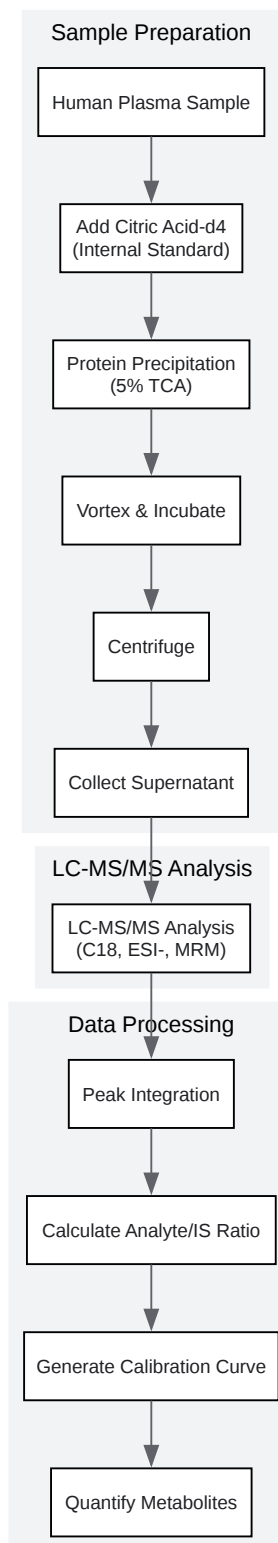 Sample Preparation
Human Plasma Sample
Add Citric Acid-d4
(Internal Standard)
Protein Precipitation
(5% TCA)
Vortex & Incubate
Centrifuge
Collect Supernatant
LC-MS/MS Analysis
LC-MS/MS Analysis
(C18, ESI-, MRM)
Data Processing
Peak Integration
Calculate Analyte/IS Ratio
Generate Calibration Curve
Quantify Metabolites